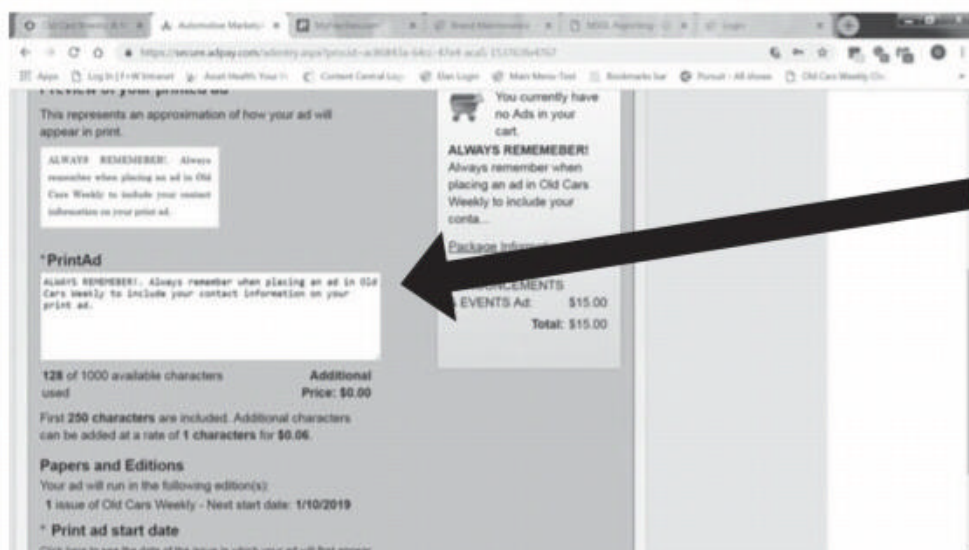 Automotive Marketp
Apps
Bookmarks bar
Preview of your printed ad
This represents an approximation of how your ad will
appear in print.
ALWAYS REMEMEBER!. Always
remember when placing an ad in Old
Cars Weekly to include your contact
information on your print ad.
*PrintAd
ALWAYS REMEMEBER!. Always remember when placing an ad in Old
Cars Weekly to include your contact information on your
print ad.
128 of 1000 available characters
used
Additional
Price: $0.00
First 250 characters are included. Additional characters
can be added at a rate of 1 characters for $0.06.
Papers and Editions
Your ad will run in the following edition(s):
1 issue of Old Cars Weekly - Next start date: 1/10/2019
* Print ad start date
You currently have
no Ads in your
cart.
ALWAYS REMEMEBER!
Always remember when
placing an ad in Old Cars
Weekly to include your
conta...
Package
EVENTS Ad: $15.00
Total: $15.00